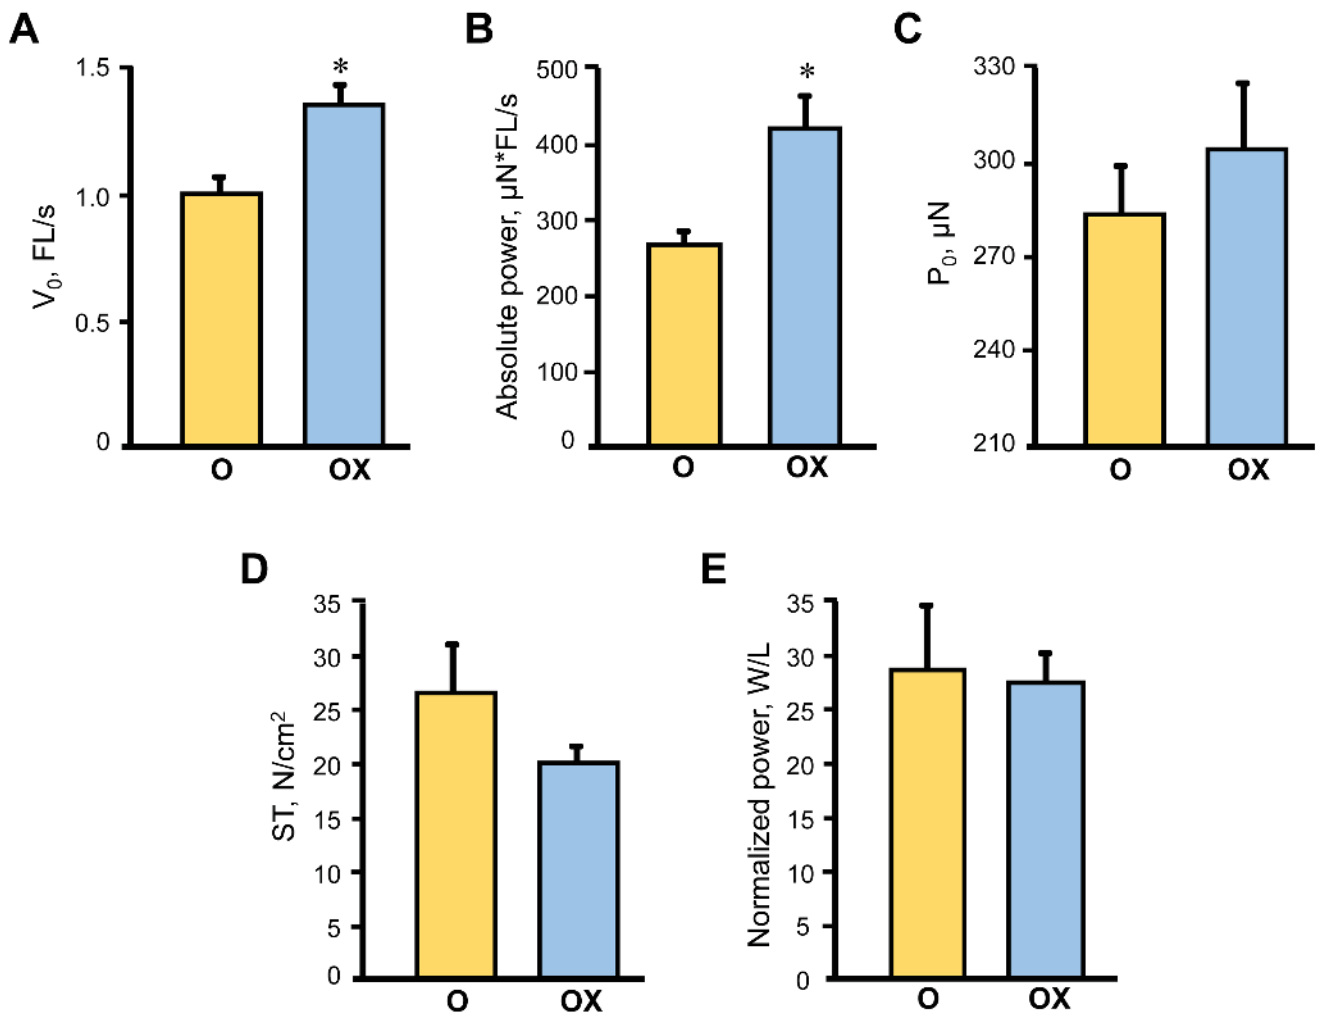 A
V0, FL/s
1.5
1.0
0.5
0
*
O
OX
B
Absolute power, µN*FL/s
500
400
300
200
100
0
*
O
OX
C
P0, µN
330
300
270
240
210
O
OX
D
ST, N/cm²
35
30
25
20
15
10
5
0
O
OX
E
Normalized power, W/L
35
30
25
20
15
10
5
0
O
OX